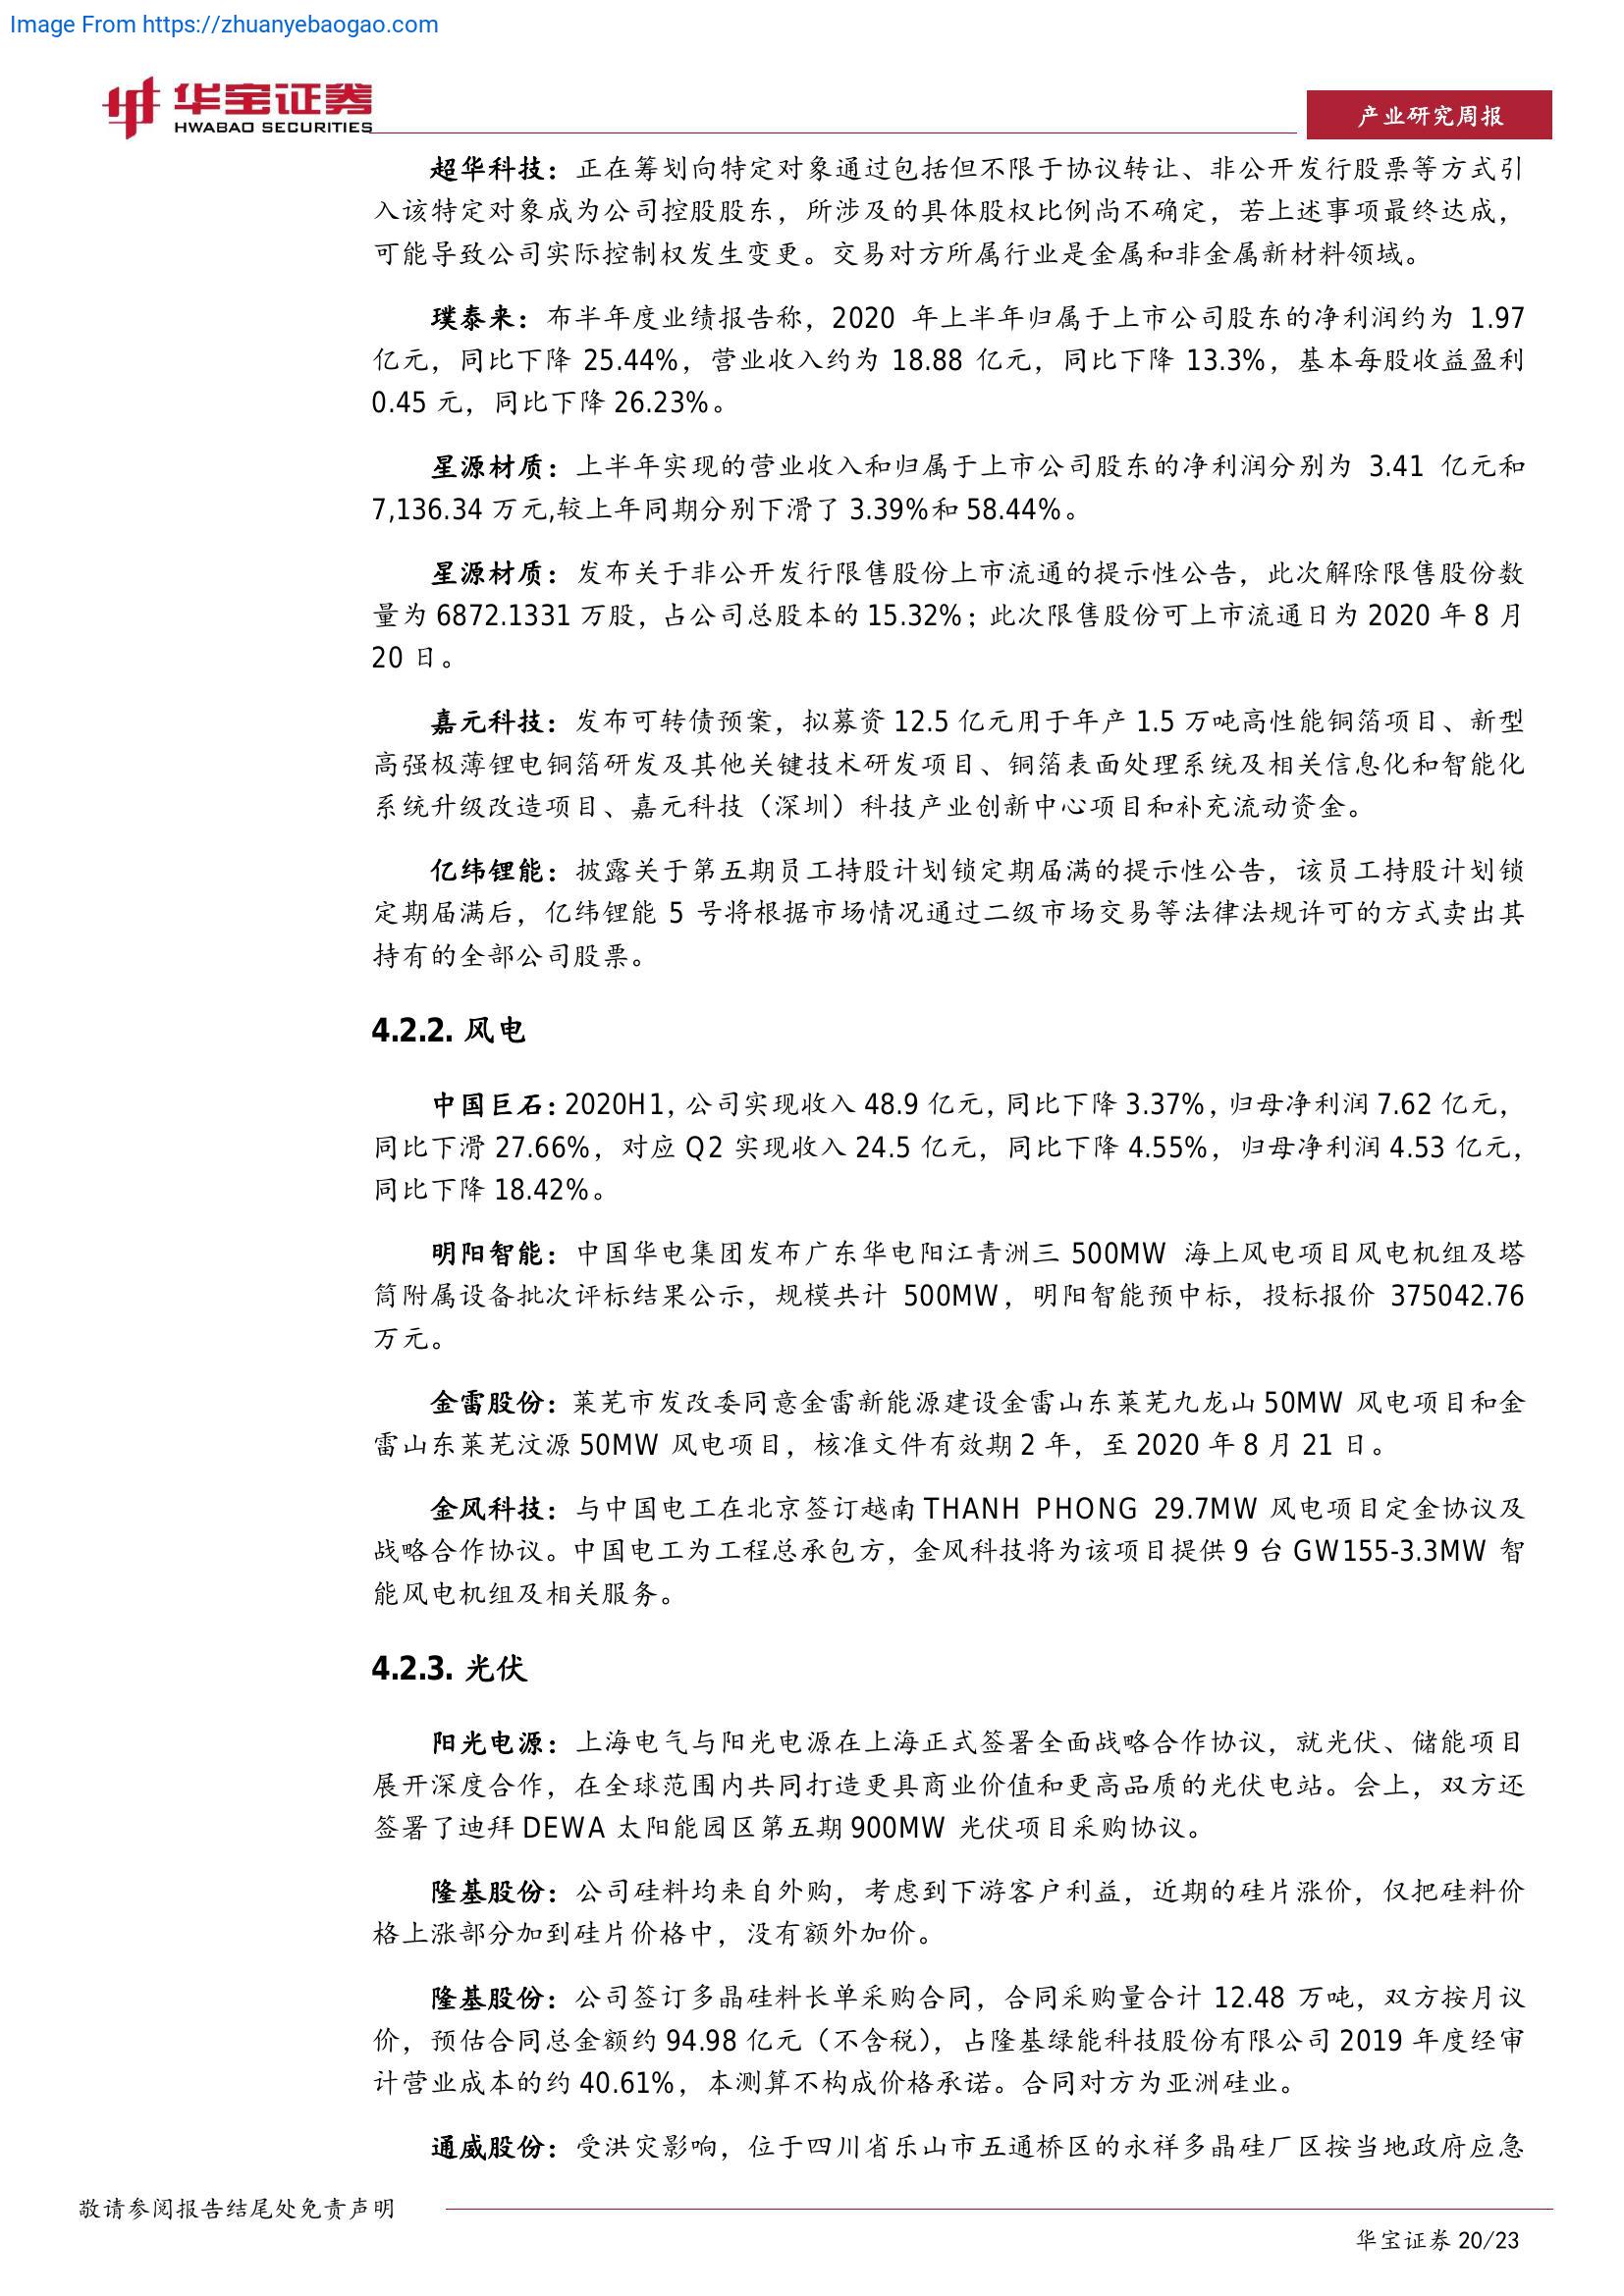 Image From https://zhuanyebaogao.com
华宝证券
HWABAO SECURITIES
产业研究周报
超华科技：正在筹划向特定对象通过包括但不限于协议转让、非公开发行股票等方式引
入该特定对象成为公司控股股东，所涉及的具体股权比例尚不确定，若上述事项最终达成，
可能导致公司实际控制权发生变更。交易对方所属行业是金属和非金属新材料领域。
璞泰来：布半年度业绩报告称，2020 年上半年归属于上市公司股东的净利润约为 1.97
亿元，同比下降 25.44%，营业收入约为 18.88 亿元，同比下降 13.3%，基本每股收益盈利
0.45 元，同比下降 26.23%。
星源材质：上半年实现的营业收入和归属于上市公司股东的净利润分别为 3.41 亿元和
7,136.34 万元,较上年同期分别下滑了 3.39%和 58.44%。
星源材质：发布关于非公开发行限售股份上市流通的提示性公告，此次解除限售股份数
量为 6872.1331 万股，占公司总股本的 15.32%；此次限售股份可上市流通日为 2020 年 8 月
20 日。
嘉元科技：发布可转债预案，拟募资 12.5 亿元用于年产 1.5 万吨高性能铜箔项目、新型
高强极薄锂电铜箔研发及其他关键技术研发项目、铜箔表面处理系统及相关信息化和智能化
系统升级改造项目、嘉元科技（深圳）科技产业创新中心项目和补充流动资金。
亿纬锂能：披露关于第五期员工持股计划锁定期届满的提示性公告，该员工持股计划锁
定期届满后，亿纬锂能 5 号将根据市场情况通过二级市场交易等法律法规许可的方式卖出其
持有的全部公司股票。
4.2.2. 风电
中国巨石：2020H1，公司实现收入 48.9 亿元，同比下降 3.37%，归母净利润 7.62 亿元，
同比下滑 27.66%，对应 Q2 实现收入 24.5 亿元，同比下降 4.55%，归母净利润 4.53 亿元，
同比下降 18.42%。
明阳智能：中国华电集团发布广东华电阳江青洲三 500MW 海上风电项目风电机组及塔
筒附属设备批次评标结果公示，规模共计 500MW，明阳智能预中标，投标报价 375042.76
万元。
金雷股份：莱芜市发改委同意金雷新能源建设金雷山东莱芜九龙山 50MW 风电项目和金
雷山东莱芜汶源 50MW 风电项目，核准文件有效期 2 年，至 2020 年 8 月 21 日。
金风科技：与中国电工在北京签订越南 THANH PHONG 29.7MW 风电项目定金协议及
战略合作协议。中国电工为工程总承包方，金风科技将为该项目提供 9 台 GW155-3.3MW 智
能风电机组及相关服务。
4.2.3. 光伏
阳光电源：上海电气与阳光电源在上海正式签署全面战略合作协议，就光伏、储能项目
展开深度合作，在全球范围内共同打造更具商业价值和更高品质的光伏电站。会上，双方还
签署了迪拜 DEWA 太阳能园区第五期 900MW 光伏项目采购协议。
隆基股份：公司硅料均来自外购，考虑到下游客户利益，近期的硅片涨价，仅把硅料价
格上涨部分加到硅片价格中，没有额外加价。
隆基股份：公司签订多晶硅料长单采购合同，合同采购量合计 12.48 万吨，双方按月议
价，预估合同总金额约 94.98 亿元（不含税），占隆基绿能科技股份有限公司 2019 年度经审
计营业成本的约 40.61%，本测算不构成价格承诺。合同对方为亚洲硅业。
通威股份：受洪灾影响，位于四川省乐山市五通桥区的永祥多晶硅厂区按当地政府应急
敬请参阅报告结尾处免责声明
华宝证券 20/23